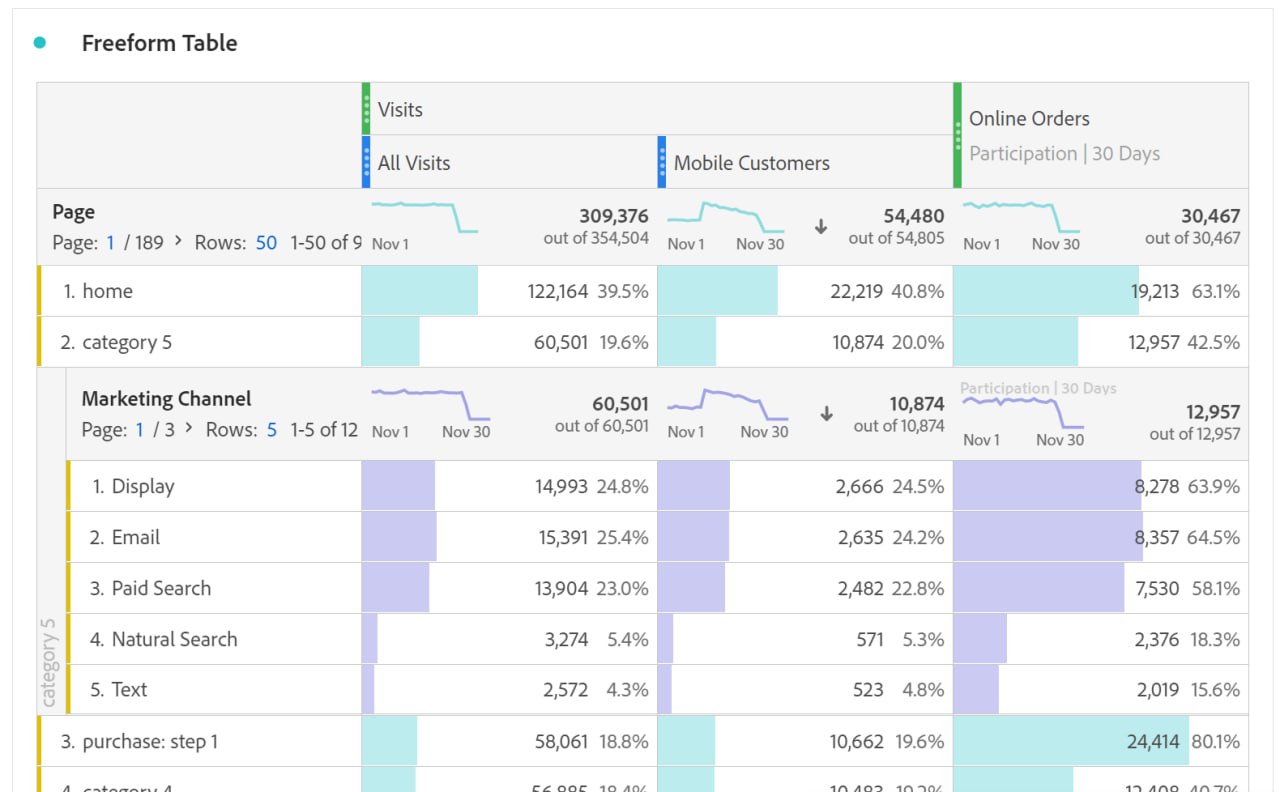 Freeform Table
Visits
Online Orders
Participation | 30 Days
All Visits
Mobile Customers
Page
Page: 1 / 189 > Rows: 50 1-50 of 9
Nov 1
309,376
out of 354,504
Nov 1 Nov 30
54,480
out of 54,805
Nov 1 Nov 30
30,467
out of 30,467
1. home 122,164 39.5% 22,219 40.8% 19,213 63.1%
2. category 5 60,501 19.6% 10,874 20.0% 12,957 42.5%
category 5
Marketing Channel
Page: 1 / 3 > Rows: 5 1-5 of 12
Nov 1 Nov 30
60,501
out of 60,501
Nov 1 Nov 30
10,874
out of 10,874
Participation | 30 Days
Nov 1 Nov 30
12,957
out of 12,957
1. Display 14,993 24.8% 2,666 24.5% 8,278 63.9%
2. Email 15,391 25.4% 2,635 24.2% 8,357 64.5%
3. Paid Search 13,904 23.0% 2,482 22.8% 7,530 58.1%
4. Natural Search 3,274 5.4% 571 5.3% 2,376 18.3%
5. Text 2,572 4.3% 523 4.8% 2,019 15.6%
3. purchase: step 1 58,061 18.8% 10,662 19.6% 24,414 80.1%
4. category 4 56,885 18.4% 10,483 19.2% 12,408 40.7%